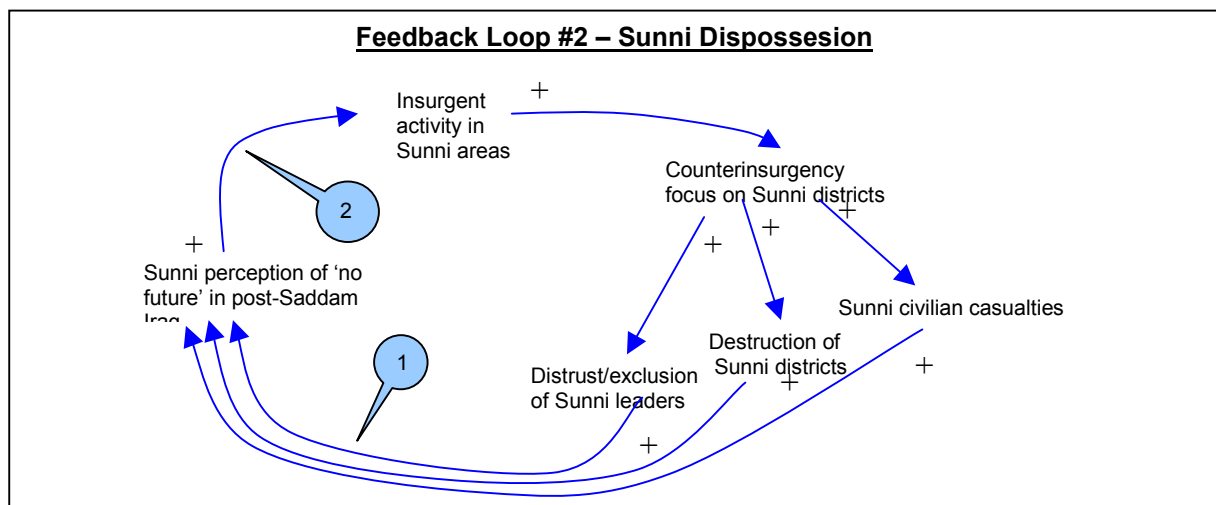 Feedback Loop #2 – Sunni Dispossesion
+
Insurgent
activity in
Sunni areas
Counterinsurgency
focus on Sunni districts
2
+
+
+
+
Sunni perception of ‘no
future’ in post-Saddam
Iraq
Sunni civilian casualties
1
Destruction of
Sunni districts
+
+
Distrust/exclusion
of Sunni leaders
+